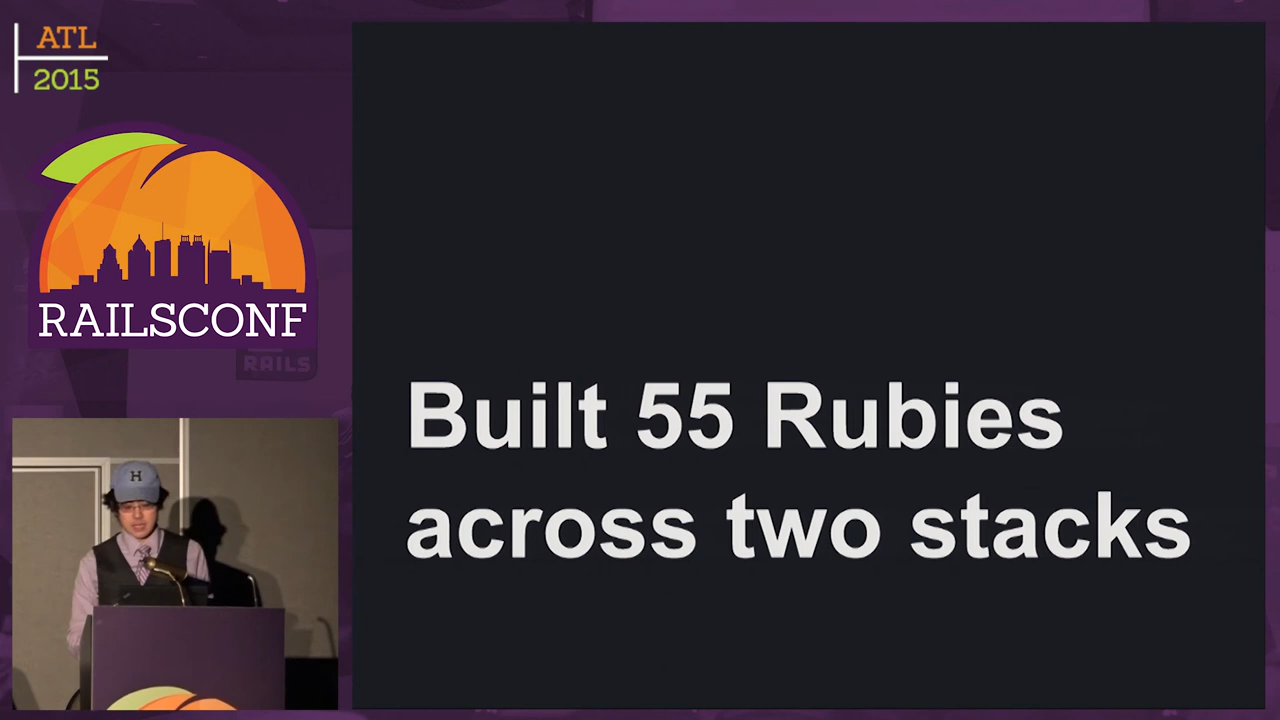 ATL
2015
RAILSCONF
RAILS
H
Built 55 Rubies
across two stacks